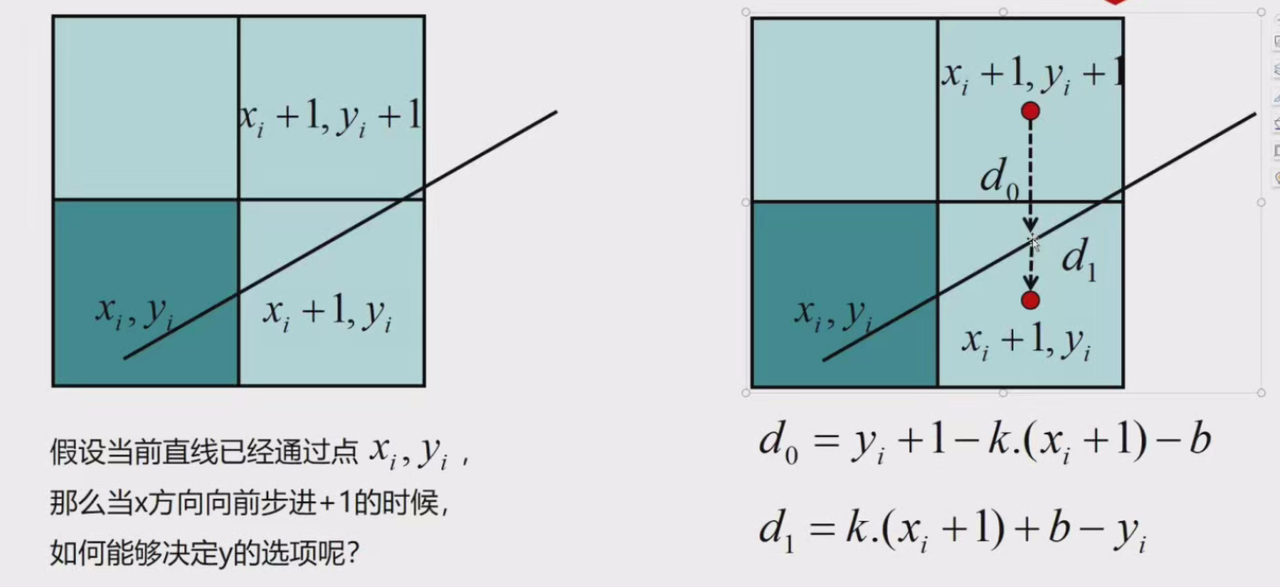 x_i + 1, y_i + 1
x_i, y_i
x_i + 1, y_i
假设当前直线已经通过点 x_i, y_i，
那么当x方向向前步进+1的时候，
如何能够决定y的选项呢？
x_i + 1, y_i + 1
d_0
d_1
x_i, y_i
x_i + 1, y_i
d_0 = y_i + 1 − k.(x_i + 1) − b
d_1 = k.(x_i + 1) + b − y_i